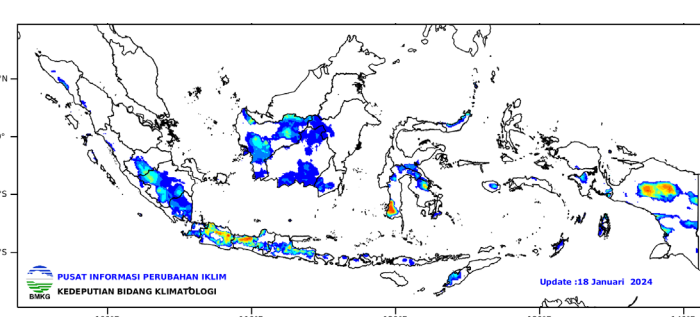 °N
°
°S
°S
PUSAT INFORMASI PERUBAHAN IKLIM
KEDEPUTIAN BIDANG KLIMATOLOGI
BMKG
Update :18 Januari 2024